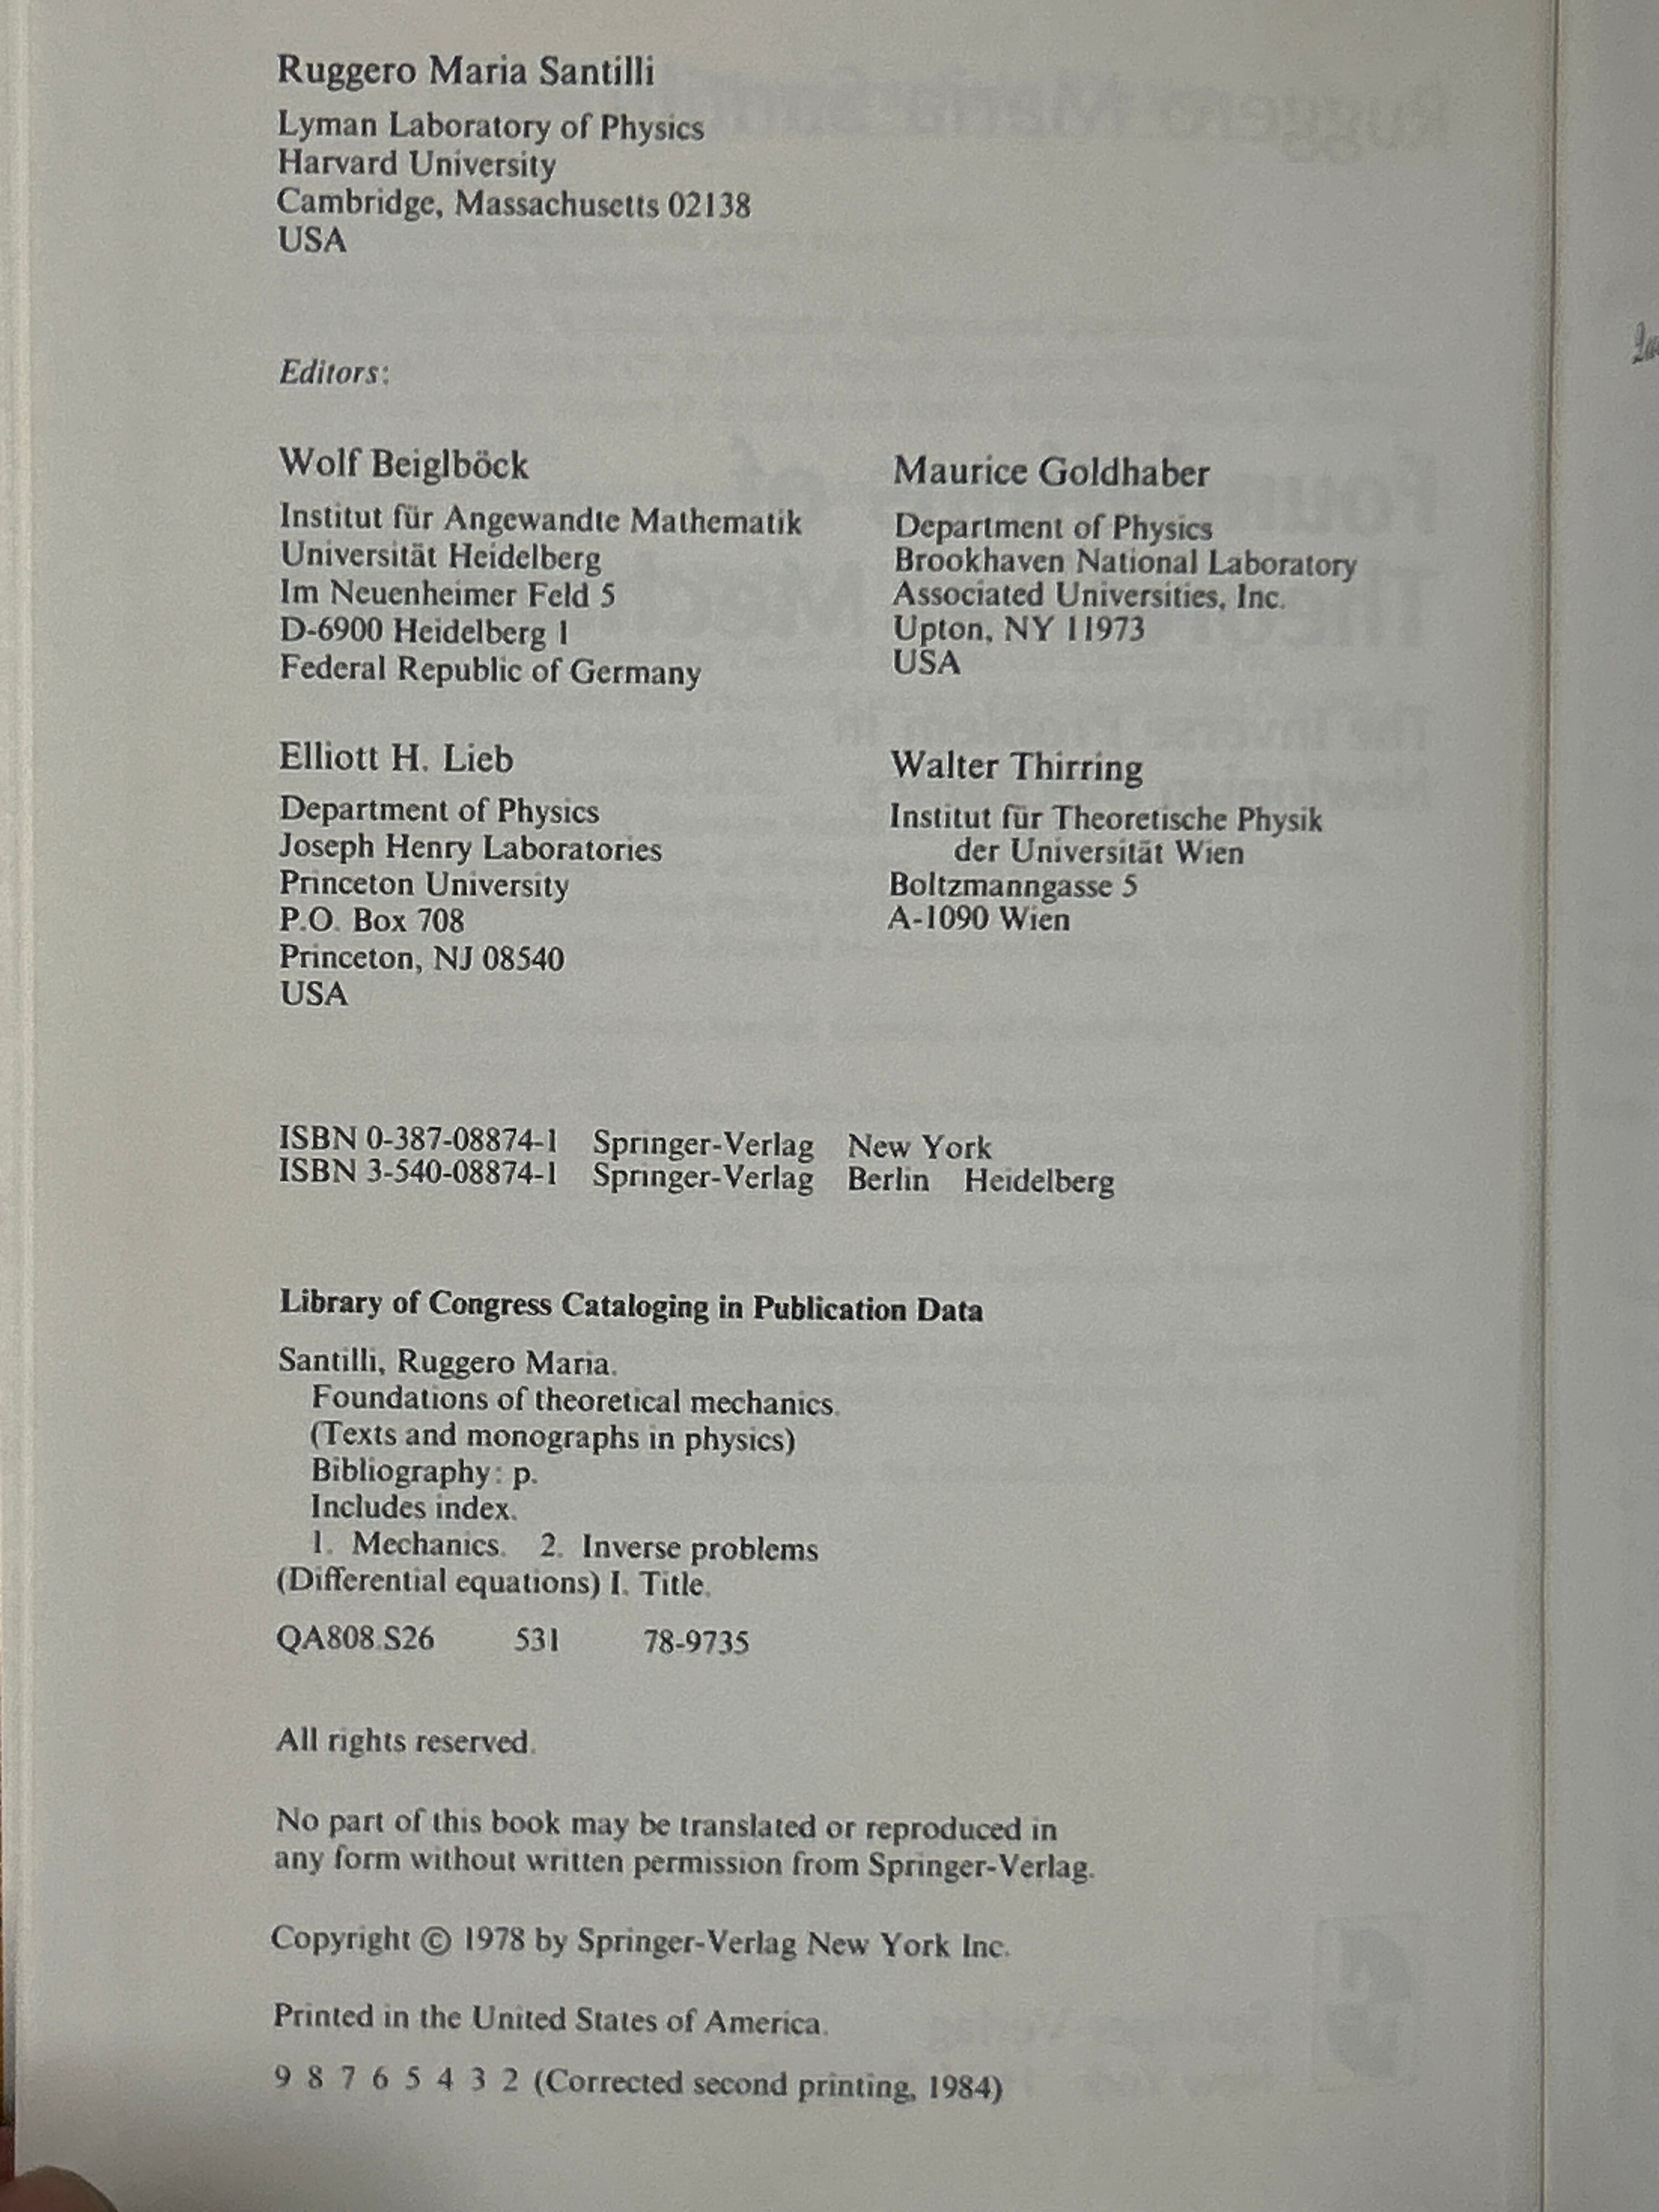 Ruggero Maria Santilli
Lyman Laboratory of Physics
Harvard University
Cambridge, Massachusetts 02138
USA
Editors:
Wolf Beiglböck
Institut für Angewandte Mathematik
Universität Heidelberg
Im Neuenheimer Feld 5
D-6900 Heidelberg 1
Federal Republic of Germany
Maurice Goldhaber
Department of Physics
Brookhaven National Laboratory
Associated Universities, Inc.
Upton, NY 11973
USA
Elliott H. Lieb
Department of Physics
Joseph Henry Laboratories
Princeton University
P.O. Box 708
Princeton, NJ 08540
USA
Walter Thirring
Institut für Theoretische Physik
der Universität Wien
Boltzmanngasse 5
A-1090 Wien
ISBN 0-387-08874-1 Springer-Verlag New York
ISBN 3-540-08874-1 Springer-Verlag Berlin Heidelberg
Library of Congress Cataloging in Publication Data
Santilli, Ruggero Maria.
Foundations of theoretical mechanics.
(Texts and monographs in physics)
Bibliography: p.
Includes index.
1. Mechanics. 2. Inverse problems
(Differential equations) I. Title.
QA808.S26 531 78-9735
All rights reserved.
No part of this book may be translated or reproduced in
any form without written permission from Springer-Verlag.
Copyright © 1978 by Springer-Verlag New York Inc.
Printed in the United States of America.
9 8 7 6 5 4 3 2 (Corrected second printing, 1984)